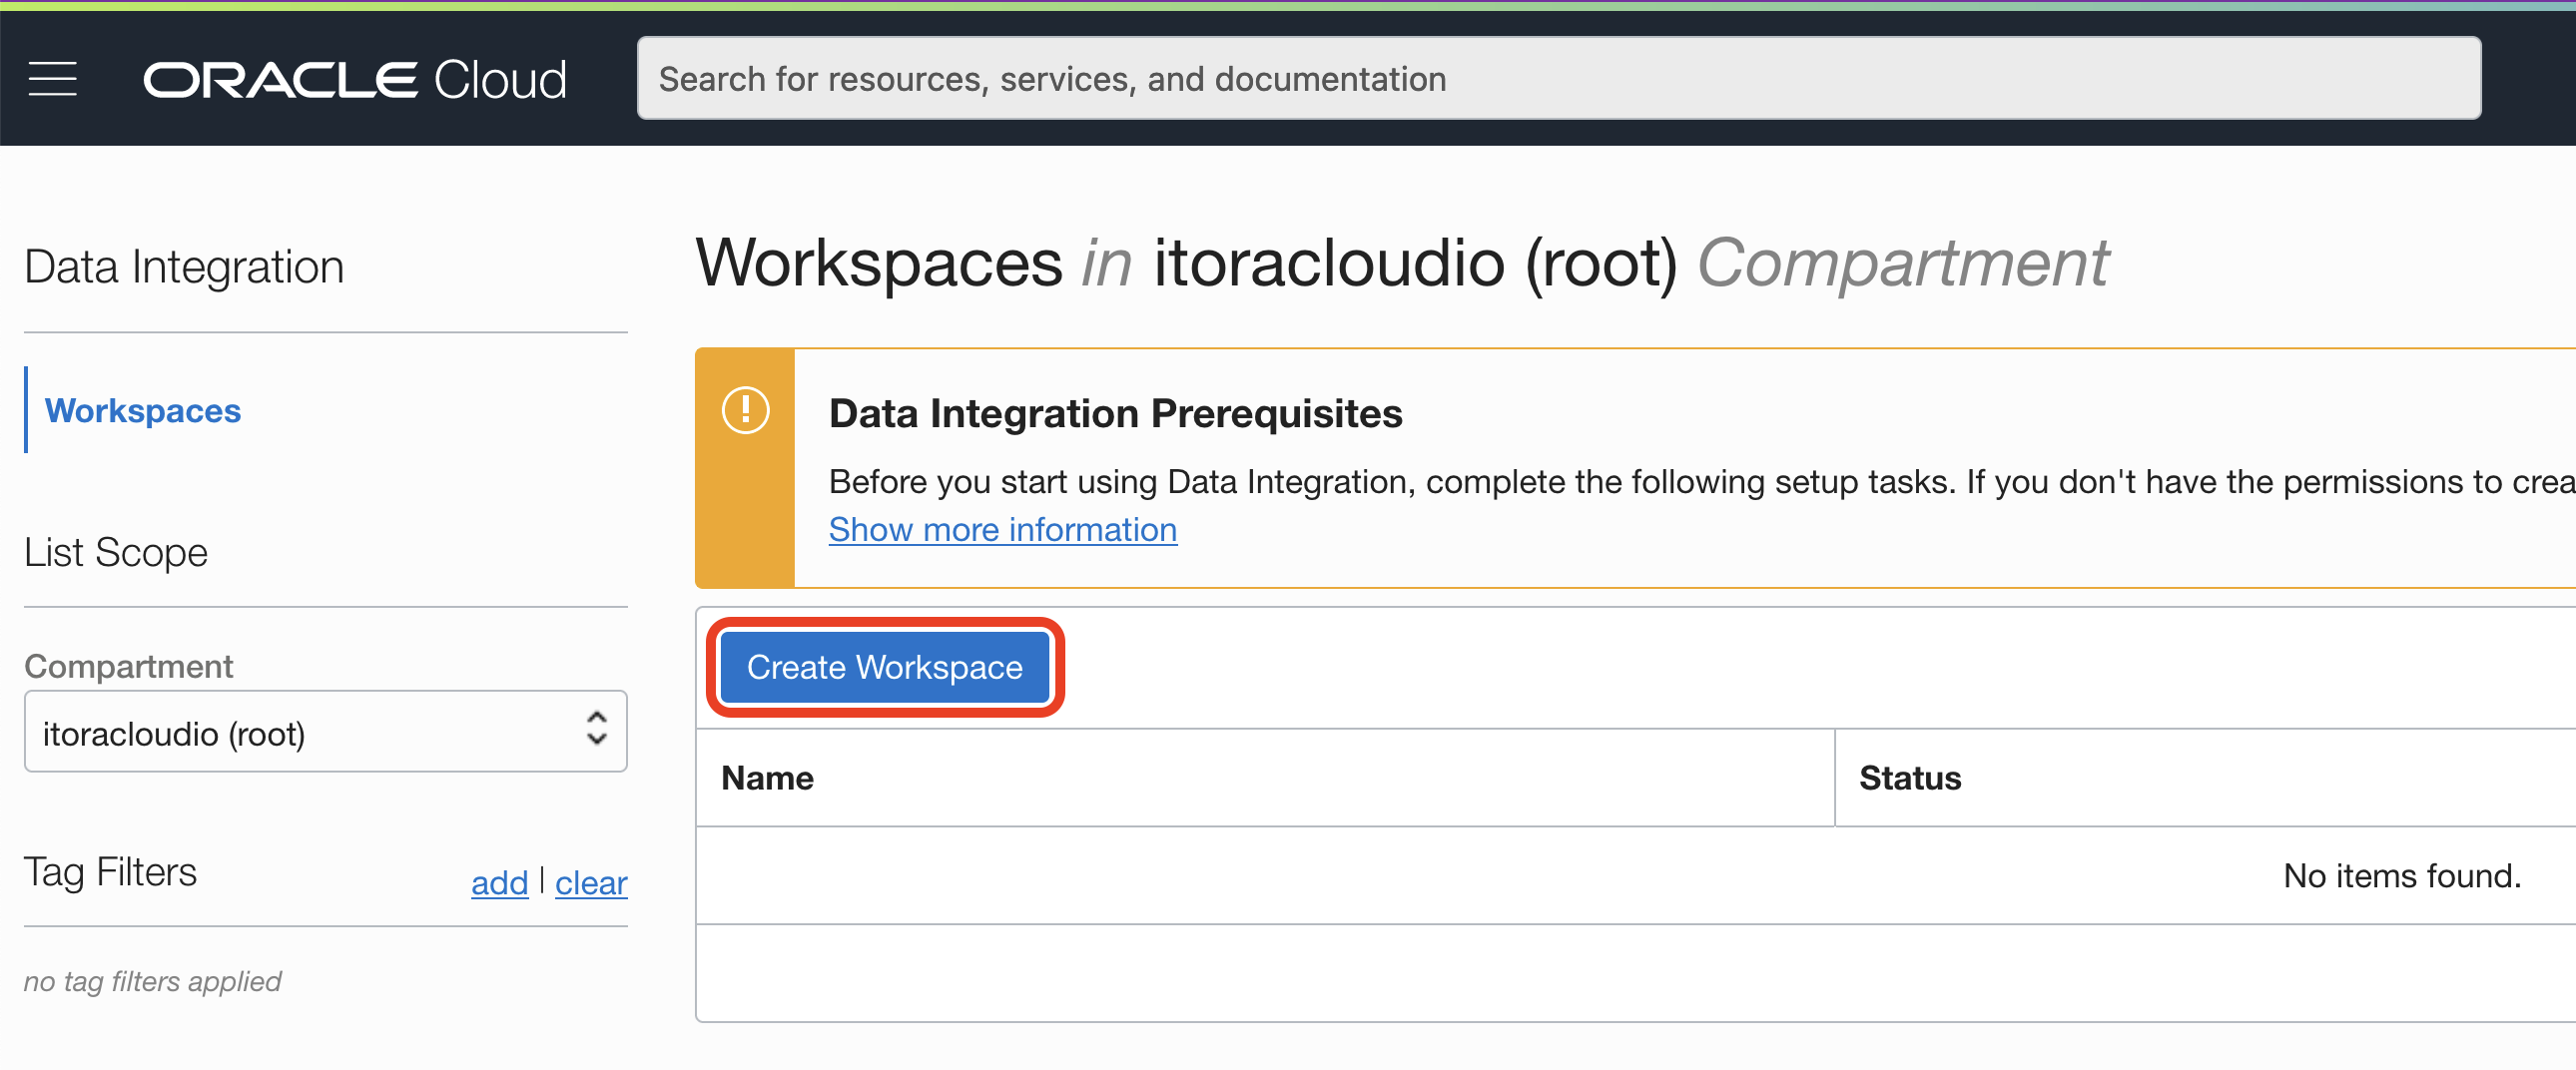 ORACLE Cloud
Search for resources, services, and documentation
Data Integration
Workspaces
List Scope
Compartment
itoracloudio (root)
Tag Filters
add | clear
no tag filters applied
Workspaces in itoracloudio (root) Compartment
Data Integration Prerequisites
Before you start using Data Integration, complete the following setup tasks. If you don't have the permissions to crea
Show more information
Create Workspace
Name Status
No items found.